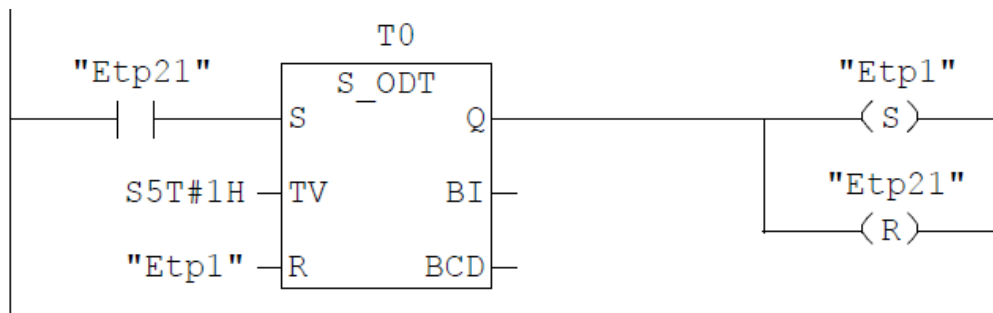 T0
"Etp21" S_ODT "Etp1"
S Q (S)
S5T#1H TV BI "Etp21"
(R)
"Etp1" R BCD